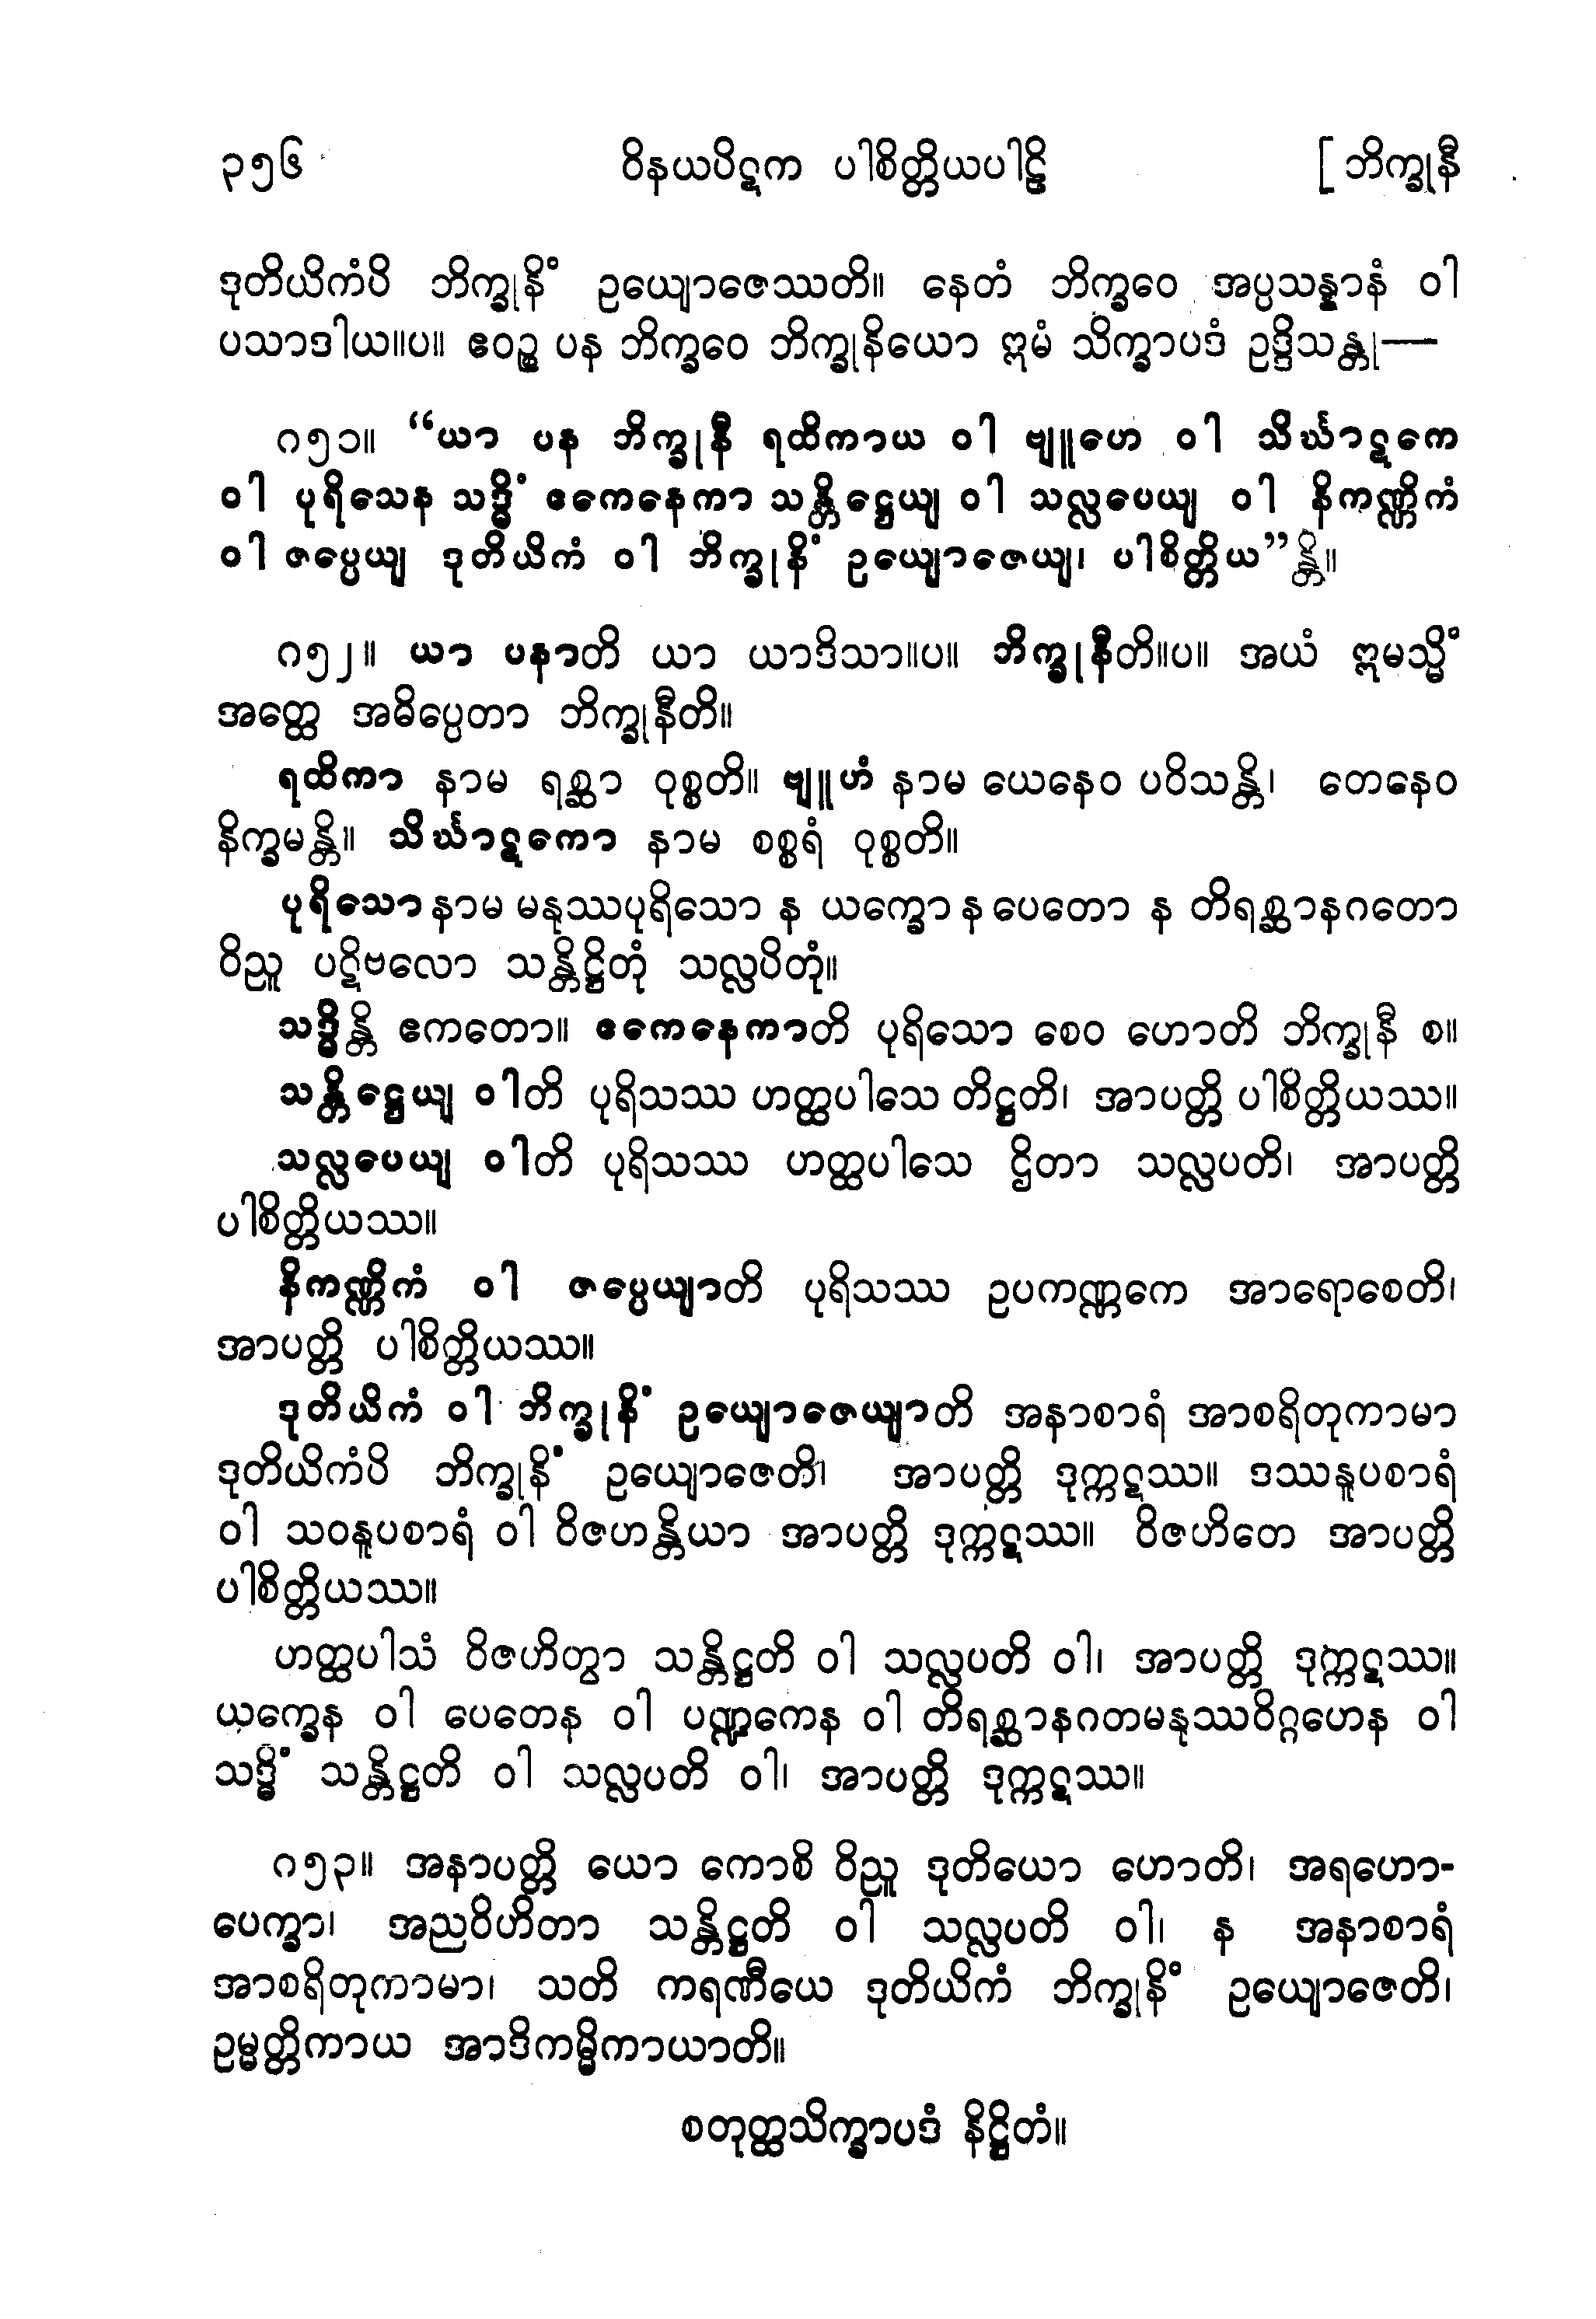 ၃၅၆ ဝိနယပိဋက ပါစိတ္တိယပါဠိ [ ဘိက္ခုနီ
ဒုတိယိကံပိ ဘိက္ခုနိံ ဥယျောဇေဿတိ။ နေတံ ဘိက္ခဝေ အပ္ပသန္နာနံ ဝါ
ပသာဒါယ။ပ။ ဧဝဉ္စ ပန ဘိက္ခဝေ ဘိက္ခုနိယော ဣမံ သိက္ခာပဒံ ဥဒ္ဒိသန္တု—
၈၅၁။ “ယာ ပန ဘိက္ခုနီ ရထိကာယ ဝါ ဗျူဟေ ဝါ သိင်္ဃာဋကေ
ဝါ ပုရိသေန သဒ္ဓိံ ဧကေနေကာ သန္တိဋ္ဌေယျ ဝါ သလ္လပေယျ ဝါ နိကဏ္ဏိကံ
ဝါ ဇပ္ပေယျ ဒုတိယိကံ ဝါ ဘိက္ခုနိံ ဥယျောဇေယျ၊ ပါစိတ္တိယ”န္တိ။
၈၅၂။ ယာ ပနာတိ ယာ ယာဒိသာ။ပ။ ဘိက္ခုနီတိ။ပ။ အယံ ဣမသ္မိံ
အတ္ထေ အဓိပ္ပေတာ ဘိက္ခုနီတိ။
ရထိကာ နာမ ရစ္ဆာ ဝုစ္စတိ။ ဗျူဟံ နာမ ယေနေဝ ပဝိသန္တိ၊ တေနေဝ
နိက္ခမန္တိ။ သိင်္ဃာဋကော နာမ စစ္စရံ ဝုစ္စတိ။
ပုရိသော နာမ မနုဿပုရိသော န ယက္ခော န ပေတော န တိရစ္ဆာနဂတော
ဝိညူ ပဋိဗလော သန္တိဋ္ဌိတုံ သလ္လပိတုံ။
သဒ္ဓိန္တိ ဧကတော။ ဧကေနေကာတိ ပုရိသော စေဝ ဟောတိ ဘိက္ခုနီ စ။
သန္တိဋ္ဌေယျ ဝါတိ ပုရိသဿ ဟတ္ထပါသေ တိဋ္ဌတိ၊ အာပတ္တိ ပါစိတ္တိယဿ။
သလ္လပေယျ ဝါတိ ပုရိသဿ ဟတ္ထပါသေ ဌိတာ သလ္လပတိ၊ အာပတ္တိ
ပါစိတ္တိယဿ။
နိကဏ္ဏိကံ ဝါ ဇပ္ပေယျာတိ ပုရိသဿ ဥပကဏ္ဏကေ အာရောစေတိ၊
အာပတ္တိ ပါစိတ္တိယဿ။
ဒုတိယိကံ ဝါ ဘိက္ခုနိံ ဥယျောဇေယျာတိ အနာစာရံ အာစရိတုကာမာ
ဒုတိယိကံပိ ဘိက္ခုနိံ ဥယျောဇေတိ၊ အာပတ္တိ ဒုက္ကဋဿ။ ဒဿနူပစာရံ
ဝါ သဝနူပစာရံ ဝါ ဝိဇဟန္တိယာ အာပတ္တိ ဒုက္ကဋဿ။ ဝိဇဟိတေ အာပတ္တိ
ပါစိတ္တိယဿ။
ဟတ္ထပါသံ ဝိဇဟိတွာ သန္တိဋ္ဌတိ ဝါ သလ္လပတိ ဝါ၊ အာပတ္တိ ဒုက္ကဋဿ။
ယက္ခေန ဝါ ပေတေန ဝါ ပဏ္ဍကေန ဝါ တိရစ္ဆာနဂတမနုဿဝိဂ္ဂဟေန ဝါ
သဒ္ဓိံ သန္တိဋ္ဌတိ ဝါ သလ္လပတိ ဝါ၊ အာပတ္တိ ဒုက္ကဋဿ။
၈၅၃။ အနာပတ္တိ ယော ကောစိ ဝိညူ ဒုတိယော ဟောတိ၊ အရဟော-
ပေက္ခာ၊ အညဝိဟိတာ သန္တိဋ္ဌတိ ဝါ သလ္လပတိ ဝါ၊ န အနာစာရံ
အာစရိတုကာမာ၊ သတိ ကရဏီယေ ဒုတိယိကံ ဘိက္ခုနိံ ဥယျောဇေတိ၊
ဥမ္မတ္တိကာယ အာဒိကမ္မိကာယာတိ။
စတုတ္ထသိက္ခာပဒံ နိဋ္ဌိတံ။